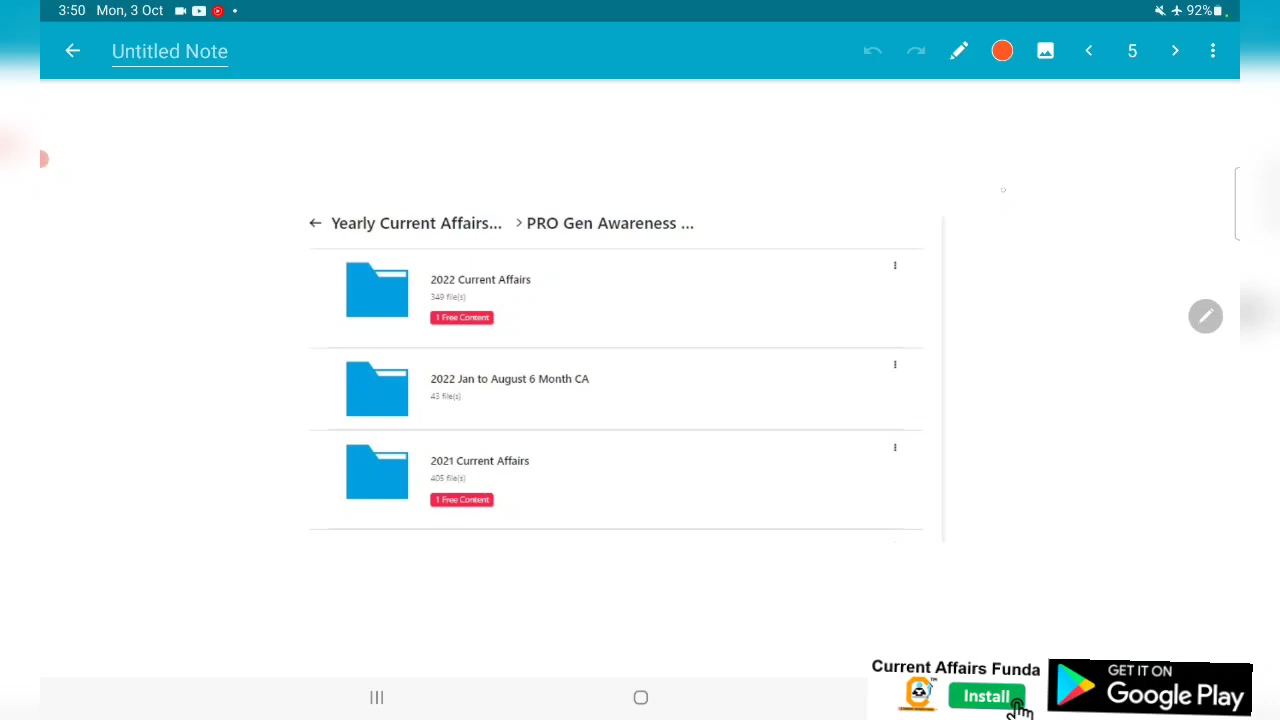 3:50 Mon, 3 Oct
92%
Untitled Note
5
Yearly Current Affairs... > PRO Gen Awareness ...
2022 Current Affairs
349 file(s)
1 Free Content
2022 Jan to August 6 Month CA
43 file(s)
2021 Current Affairs
405 file(s)
1 Free Content
Current Affairs Funda
Install
GET IT ON
Google Play